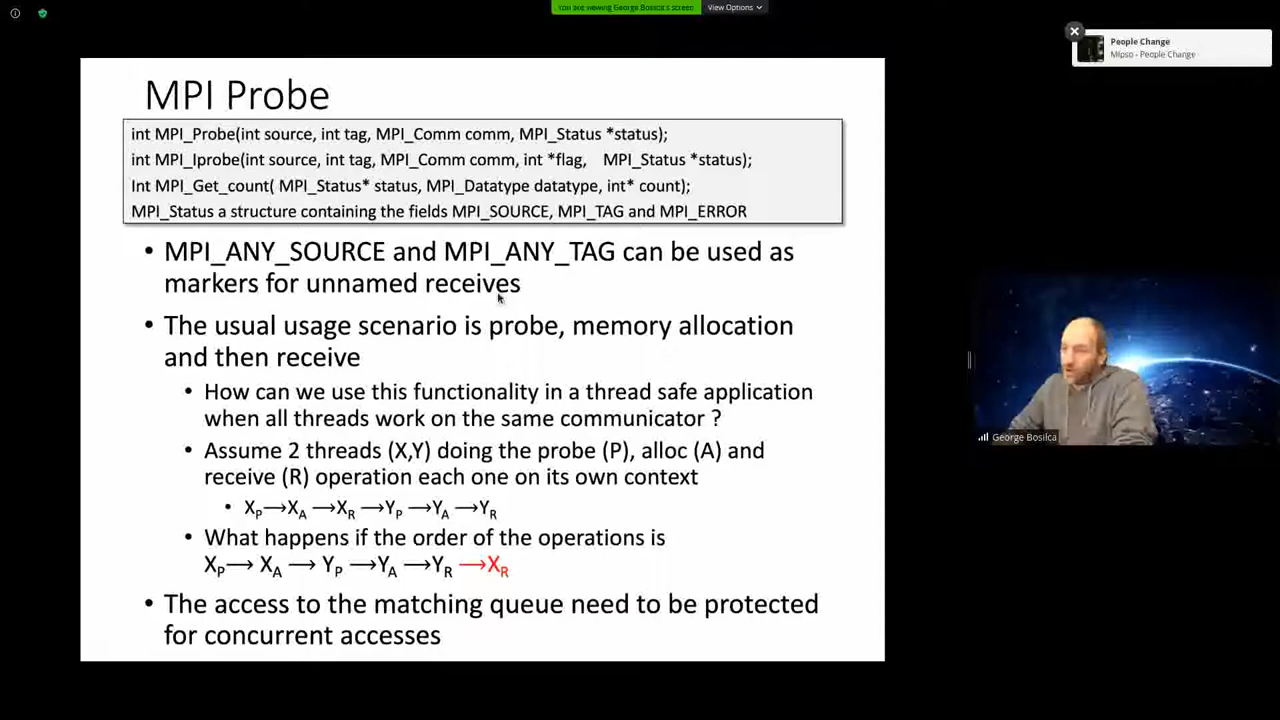 You are viewing George Bosilca's screen
View Options
People Change
Mipso - People Change
MPI Probe
int MPI_Probe(int source, int tag, MPI_Comm comm, MPI_Status *status);
int MPI_Iprobe(int source, int tag, MPI_Comm comm, int *flag, MPI_Status *status);
Int MPI_Get_count( MPI_Status* status, MPI_Datatype datatype, int* count);
MPI_Status a structure containing the fields MPI_SOURCE, MPI_TAG and MPI_ERROR
• MPI_ANY_SOURCE and MPI_ANY_TAG can be used as
markers for unnamed receives
• The usual usage scenario is probe, memory allocation
and then receive
• How can we use this functionality in a thread safe application
when all threads work on the same communicator ?
• Assume 2 threads (X,Y) doing the probe (P), alloc (A) and
receive (R) operation each one on its own context
• XP→XA→XR→YP→YA→YR
• What happens if the order of the operations is
XP→ XA → YP →YA →YR →XR
• The access to the matching queue need to be protected
for concurrent accesses
George Bosilca